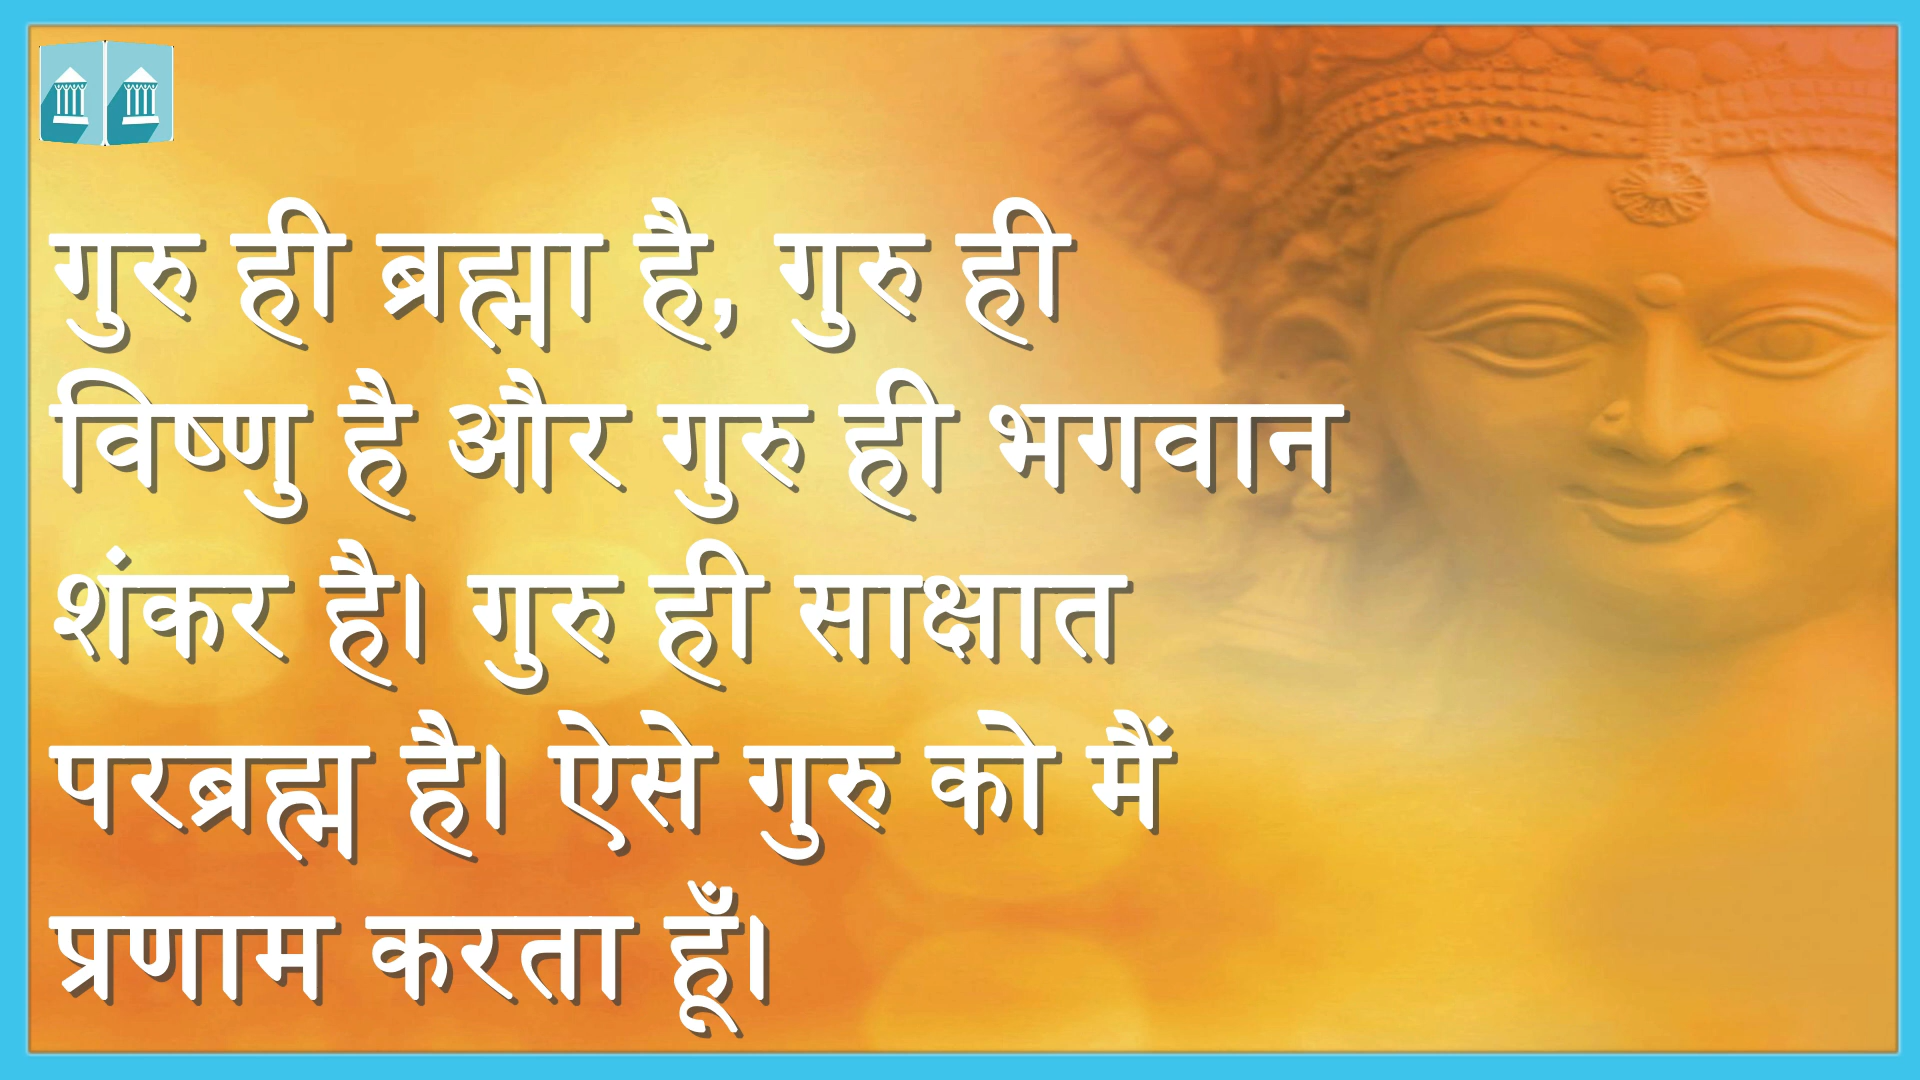 गुरु ही ब्रह्मा है, गुरु ही
विष्णु है और गुरु ही भगवान
शंकर है। गुरु ही साक्षात
परब्रह्म है। ऐसे गुरु को मैं
प्रणाम करता हूँ।